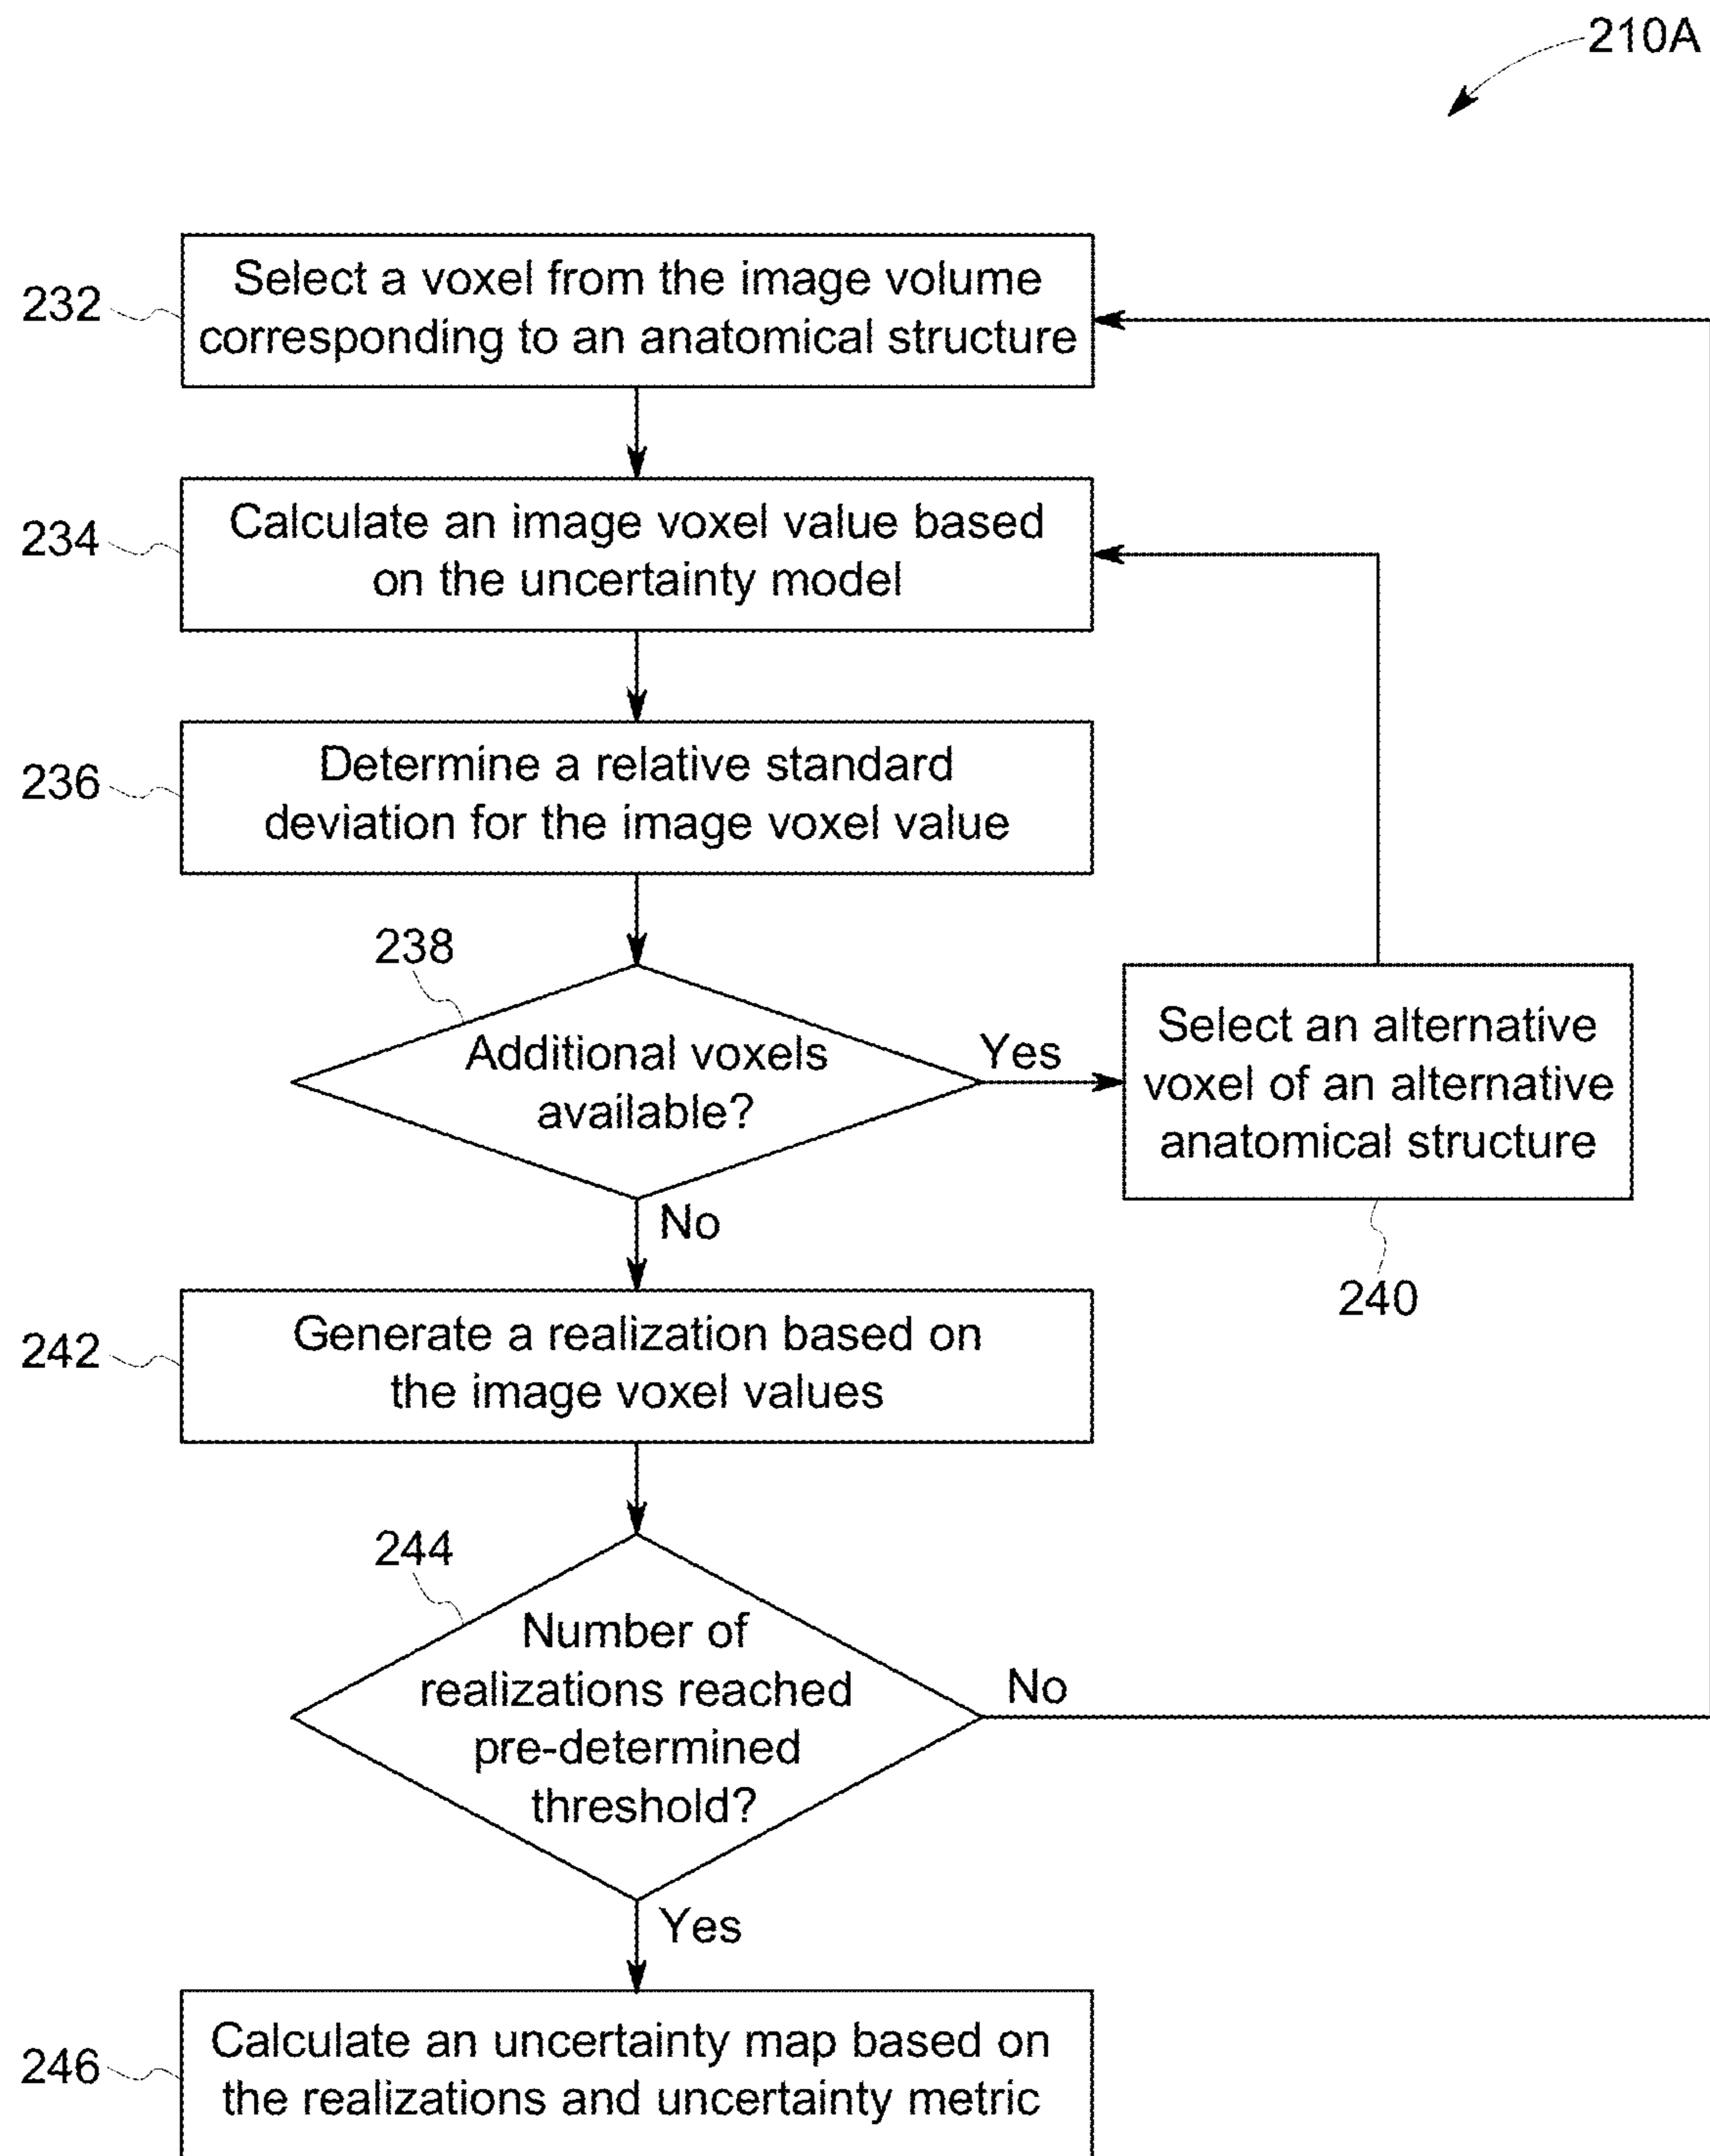 210A
232
Select a voxel from the image volume
corresponding to an anatomical structure
234
Calculate an image voxel value based
on the uncertainty model
236
Determine a relative standard
deviation for the image voxel value
238
Additional voxels
available?
Yes
Select an alternative
voxel of an alternative
anatomical structure
240
No
242
Generate a realization based on
the image voxel values
244
Number of
realizations reached
pre-determined
threshold?
No
Yes
246
Calculate an uncertainty map based on
the realizations and uncertainty metric